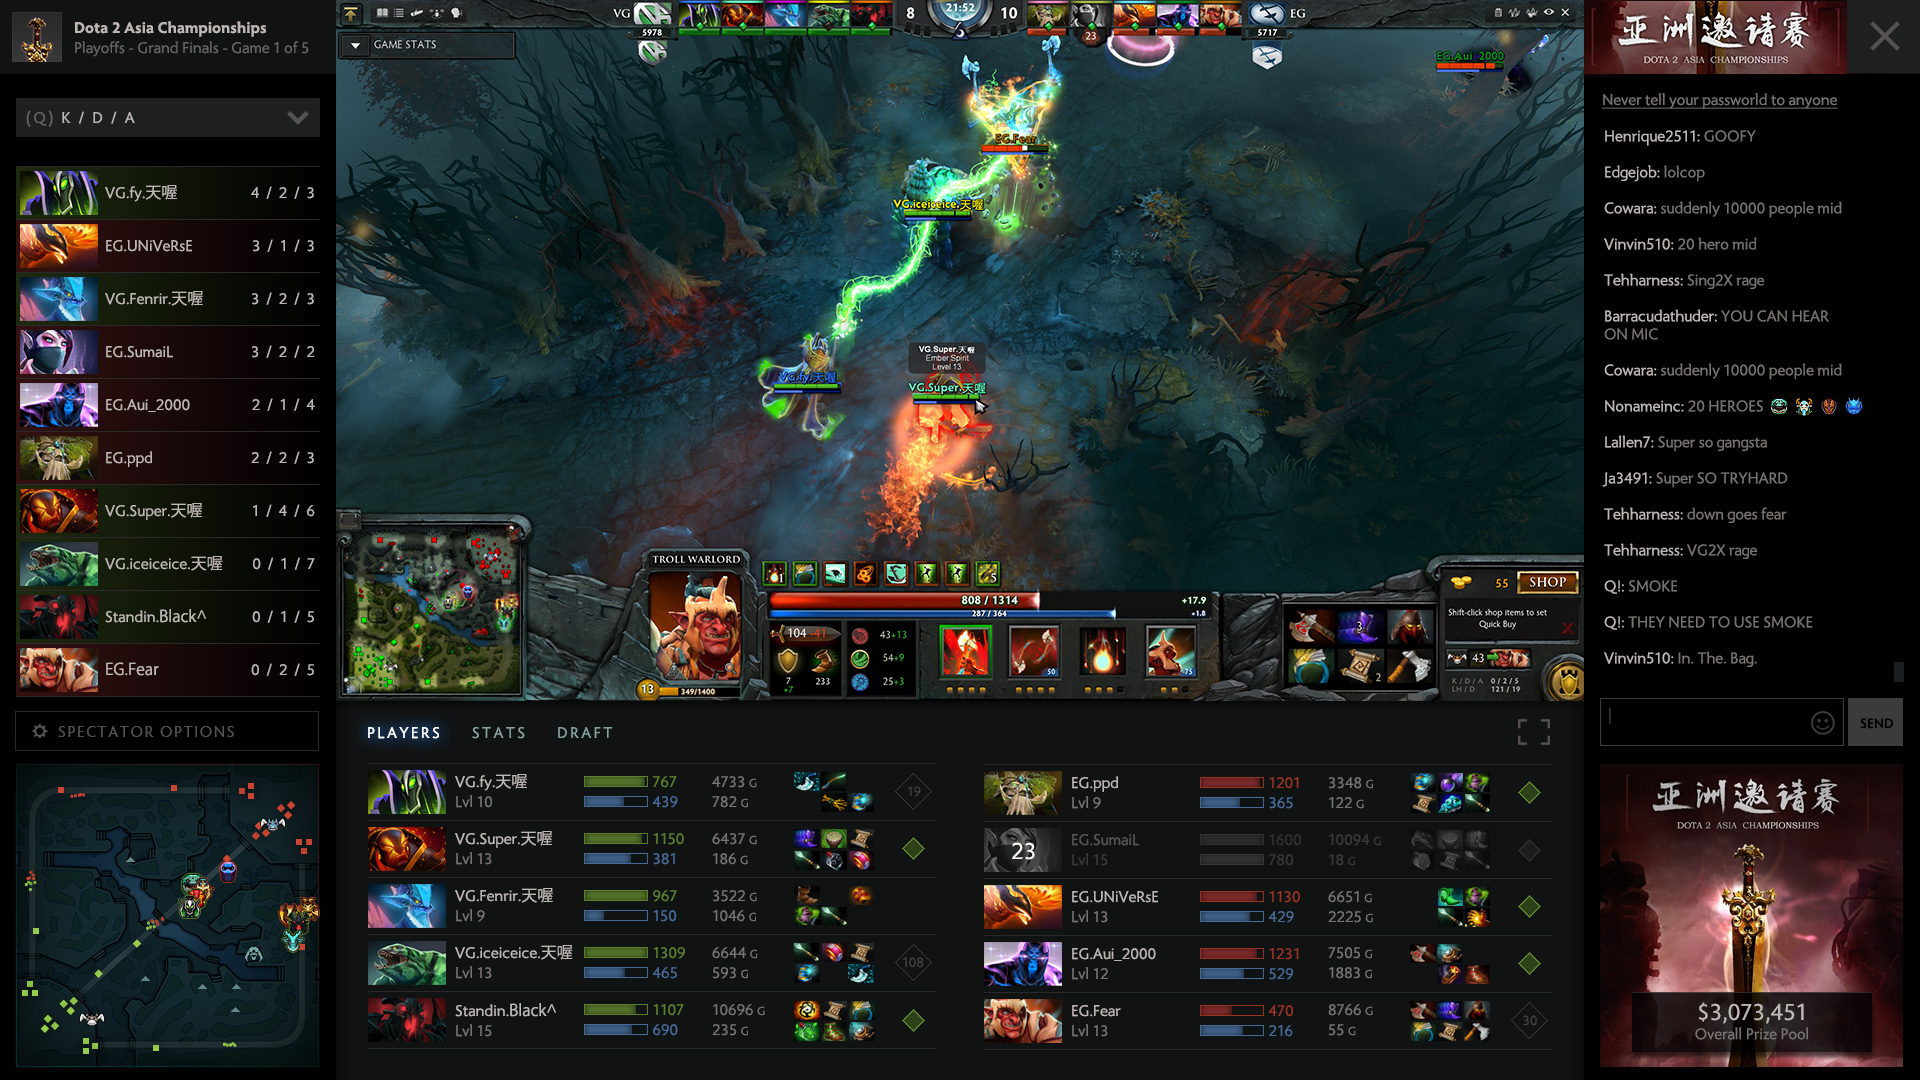 Dota 2 Asia Championships
Playoffs - Grand Finals - Game 1 of 5
(Q) K / D / A
VG.fy.天喔 4 / 2 / 3
EG.UNiVeRsE 3 / 1 / 3
VG.Fenrir.天喔 3 / 2 / 3
EG.SumaiL 3 / 2 / 2
EG.Aui_2000 2 / 1 / 4
EG.ppd 2 / 2 / 3
VG.Super.天喔 1 / 4 / 6
VG.iceiceice.天喔 0 / 1 / 7
Standin.Black^ 0 / 1 / 5
EG.Fear 0 / 2 / 5
SPECTATOR OPTIONS
VG 8 21:52 10 EG
5978 23 5717
GAME STATS
EG.Aui_2000
EG.Fear
VG.iceiceice.天喔
VG.Super.天喔
Ember Spirit
Level 13
VG.fy.天喔
VG.Super.天喔
TROLL WARLORD
13 349/1400
1 5
808 / 1314 +17.9
287 / 364 +1.8
104 -41
7 +7 233
43+13
54+9
25+3
50 75
3 2
55 SHOP
Shift-click shop items to set
Quick Buy
43
K / D / A 0 / 2 / 5
LH / D 121 / 19
PLAYERS STATS DRAFT
VG.fy.天喔 767 4733 G
Lvl 10 439 782 G 19
VG.Super.天喔 1150 6437 G
Lvl 13 381 186 G
VG.Fenrir.天喔 967 3522 G
Lvl 9 150 1046 G
VG.iceiceice.天喔 1309 6644 G
Lvl 13 465 593 G 108
Standin.Black^ 1107 10696 G
Lvl 15 690 235 G
EG.ppd 1201 3348 G
Lvl 9 365 122 G
23 EG.SumaiL 1600 10094 G
Lvl 15 780 18 G
EG.UNiVeRsE 1130 6651 G
Lvl 13 429 2225 G
EG.Aui_2000 1231 7505 G
Lvl 12 529 1883 G
EG.Fear 470 8766 G
Lvl 13 216 55 G 30
亚洲邀请赛
DOTA 2 ASIA CHAMPIONSHIPS
Never tell your passworld to anyone
Henrique2511: GOOFY
Edgejob: lolcop
Cowara: suddenly 10000 people mid
Vinvin510: 20 hero mid
Tehharness: Sing2X rage
Barracudathuder: YOU CAN HEAR
ON MIC
Cowara: suddenly 10000 people mid
Nonameinc: 20 HEROES
Lallen7: Super so gangsta
Ja3491: Super SO TRYHARD
Tehharness: down goes fear
Tehharness: VG2X rage
Q!: SMOKE
Q!: THEY NEED TO USE SMOKE
Vinvin510: In. The. Bag.
SEND
亚洲邀请赛
DOTA 2 ASIA CHAMPIONSHIPS
$3,073,451
Overall Prize Pool